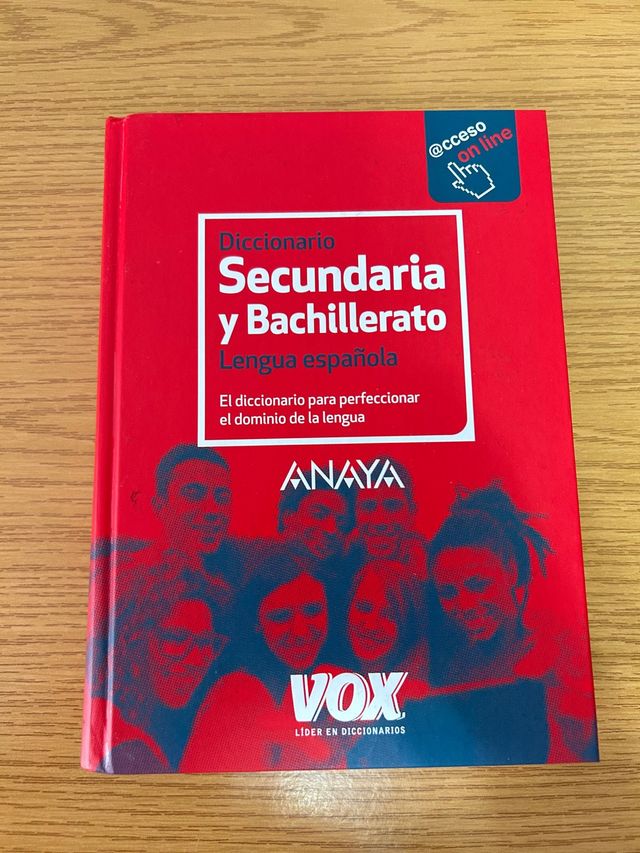 @cceso
on line
Diccionario
Secundaria
y Bachillerato
Lengua española
El diccionario para perfeccionar
el dominio de la lengua
ANAYA
VOX
LÍDER EN DICCIONARIOS